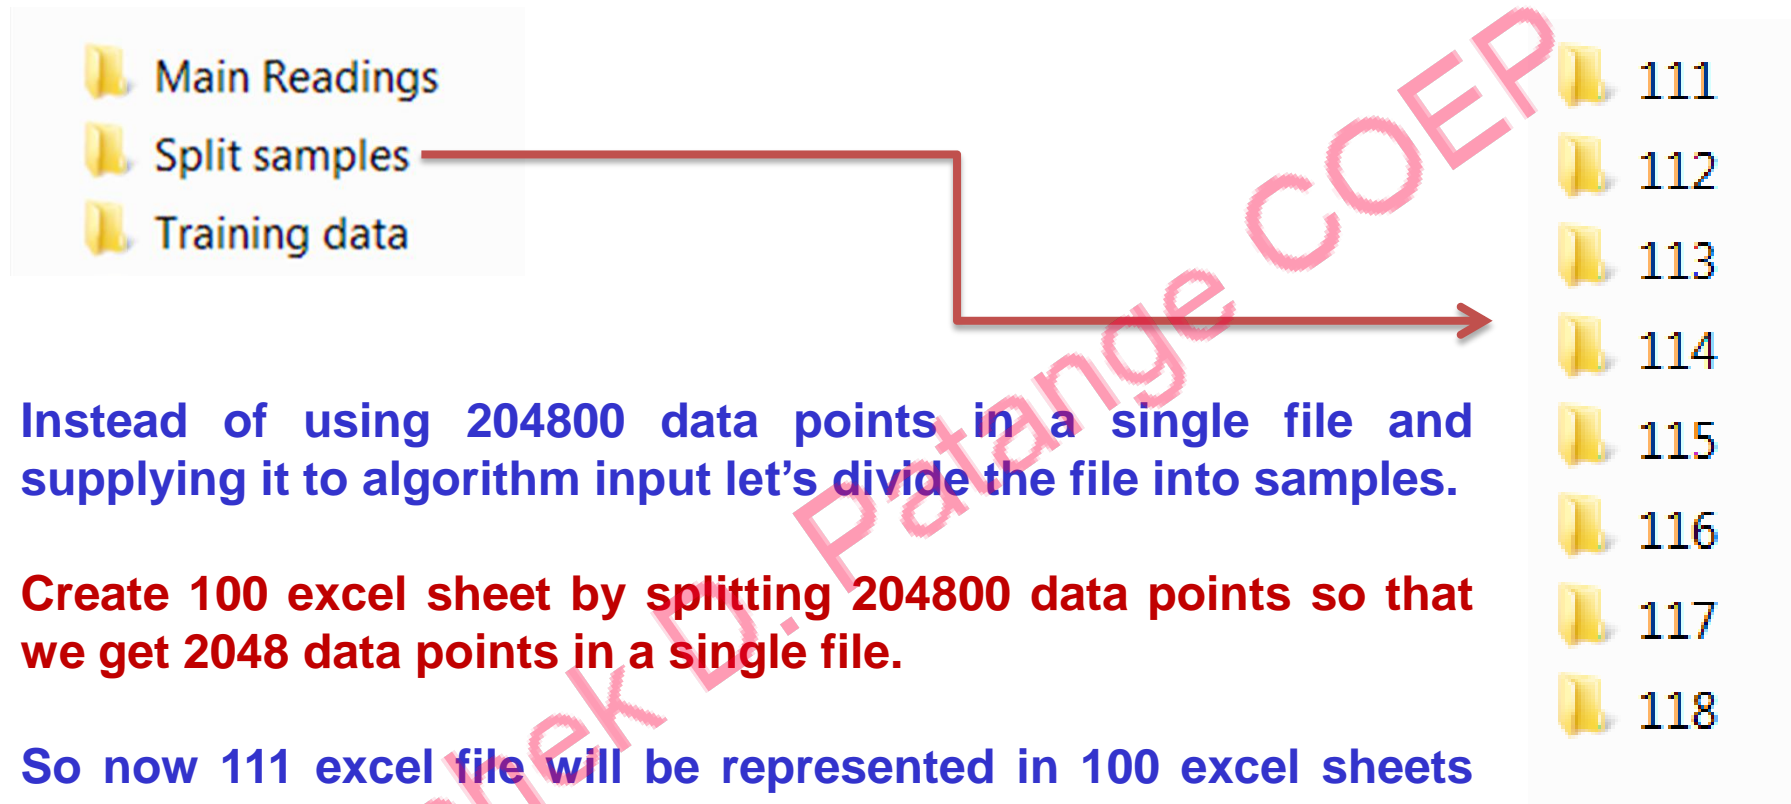 Main Readings
Split samples
Training data
111
112
113
114
115
116
117
118
Instead of using 204800 data points in a single file and
supplying it to algorithm input let's divide the file into samples.
Create 100 excel sheet by splitting 204800 data points so that
we get 2048 data points in a single file.
So now 111 excel file will be represented in 100 excel sheets
hek D. Patange COEP